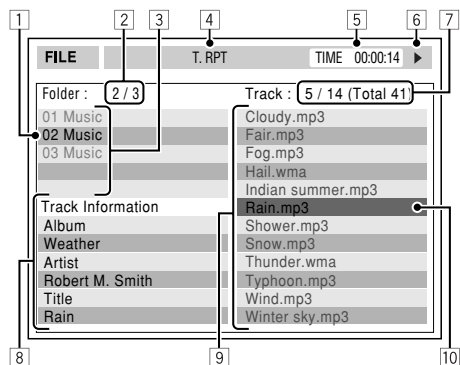 1 2 3 4 5 6 7
FILE T. RPT TIME 00:00:14
Folder : 2 / 3 Track : 5 / 14 (Total 41)
01 Music
02 Music
03 Music
Track Information
Album
Weather
Artist
Robert M. Smith
Title
Rain
Cloudy.mp3
Fair.mp3
Fog.mp3
Hail.wma
Indian summer.mp3
Rain.mp3
Shower.mp3
Snow.mp3
Thunder.wma
Typhoon.mp3
Wind.mp3
Winter sky.mp3
8 9 10